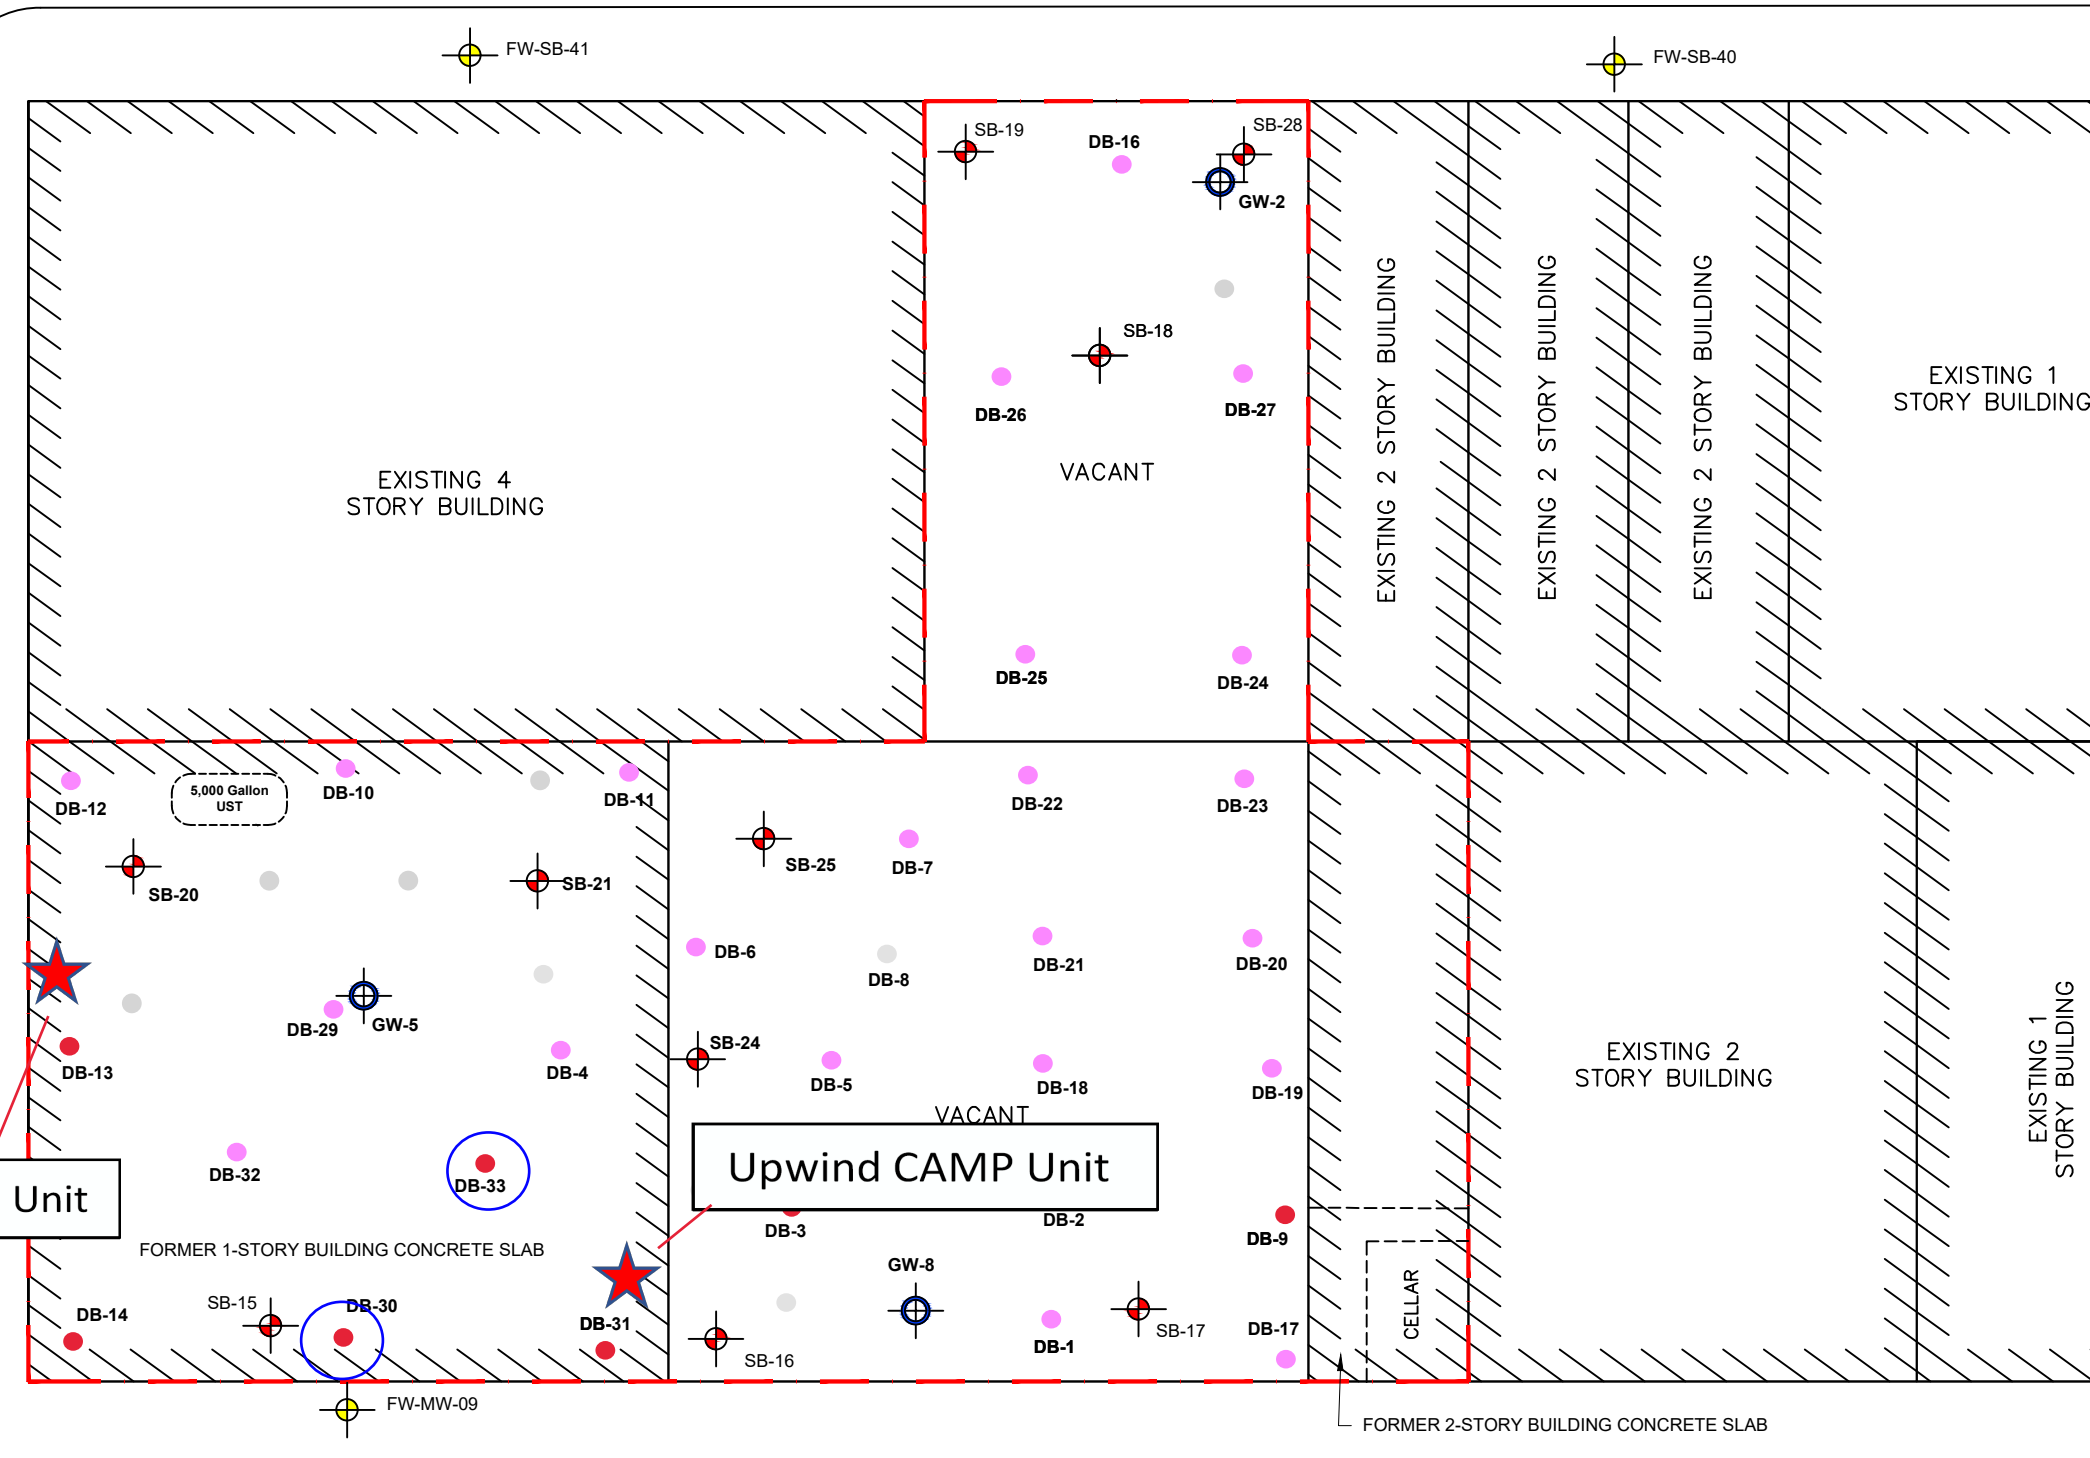 FW-SB-41
FW-SB-40
SB-19
DB-16
SB-28
GW-2
SB-18
DB-26
DB-27
VACANT
EXISTING 4
STORY BUILDING
EXISTING 2 STORY BUILDING
EXISTING 2 STORY BUILDING
EXISTING 2 STORY BUILDING
EXISTING 1
STORY BUILDING
DB-25
DB-24
5,000 Gallon
UST
DB-12
DB-10
DB-11
DB-22
DB-23
SB-20
SB-21
SB-25
DB-7
DB-6
DB-8
DB-21
DB-20
DB-29
GW-5
SB-24
DB-13
DB-4
DB-5
DB-18
DB-19
EXISTING 2
STORY BUILDING
EXISTING 1
STORY BUILDING
VACANT
Upwind CAMP Unit
DB-32
DB-33
Unit
DB-3
DB-2
DB-9
FORMER 1-STORY BUILDING CONCRETE SLAB
GW-8
CELLAR
DB-14
SB-15
DB-30
DB-31
SB-16
DB-1
SB-17
DB-17
FW-MW-09
FORMER 2-STORY BUILDING CONCRETE SLAB